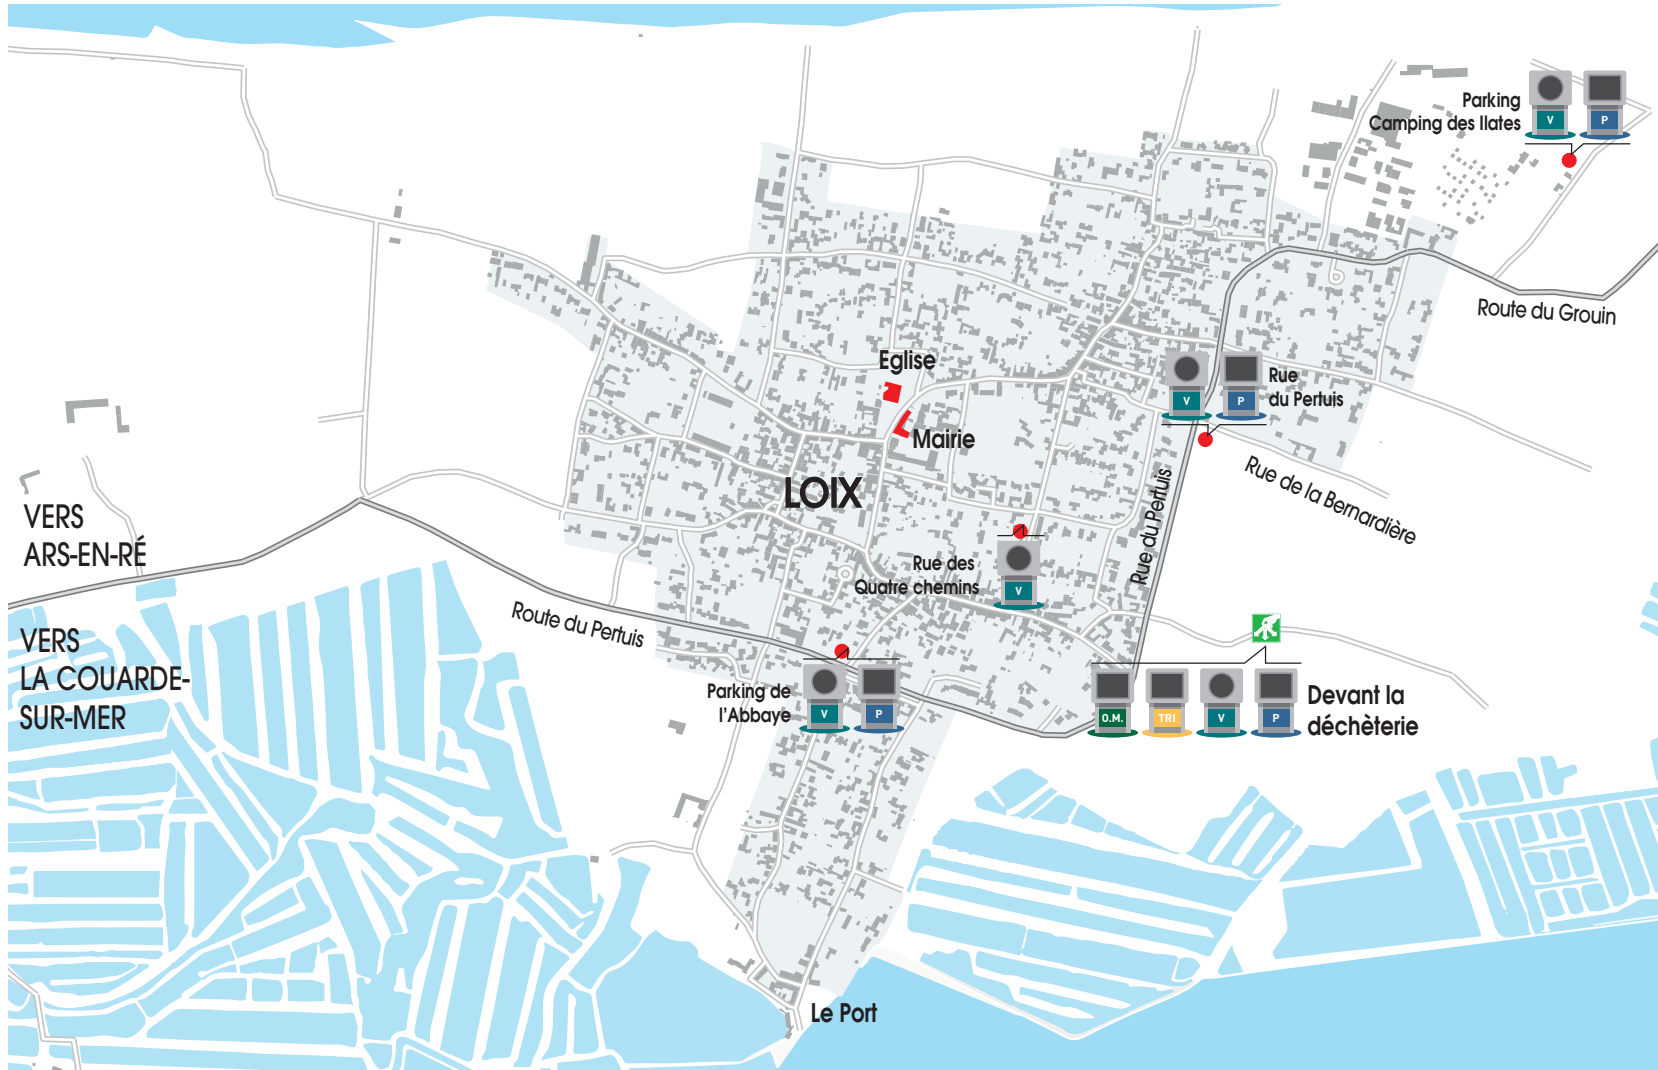 Parking
Camping des Ilates
V
P
Route du Grouin
Eglise
Rue
du Pertuis
V
P
Mairie
Rue de la Bernardière
LOIX
Rue du Pertuis
VERS
ARS-EN-RÉ
Rue des
Quatre chemins
V
Route du Pertuis
VERS
LA COUARDE-
SUR-MER
Parking de
l'Abbaye
V
P
O.M.
TRI
V
P
Devant la
déchèterie
Le Port